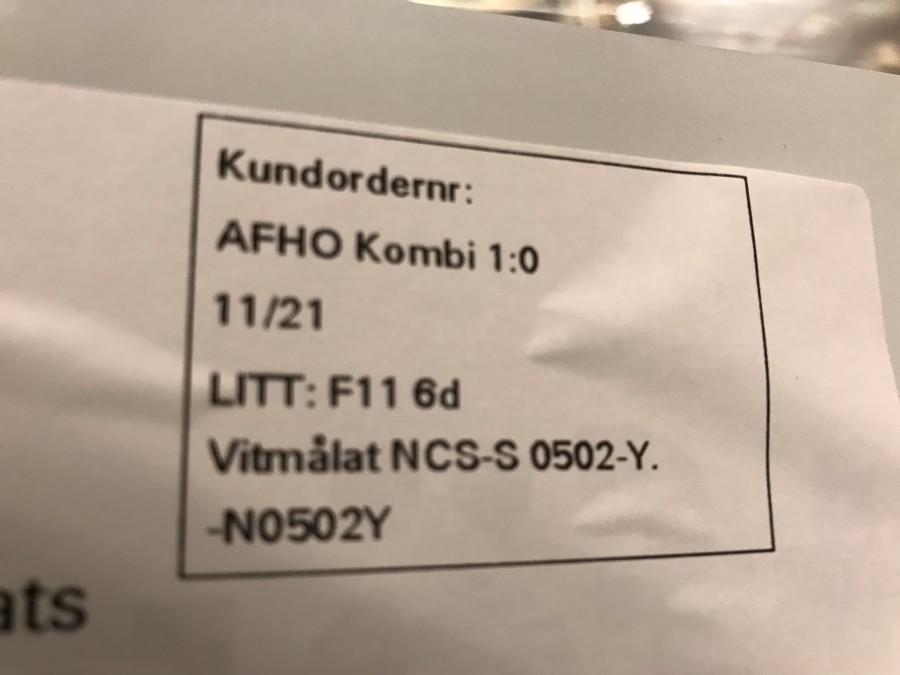 Kundordernr:
AFHO Kombi 1:0
11/21
LITT: F11 6d
Vitmålat NCS-S 0502-Y.
-N0502Y
ats